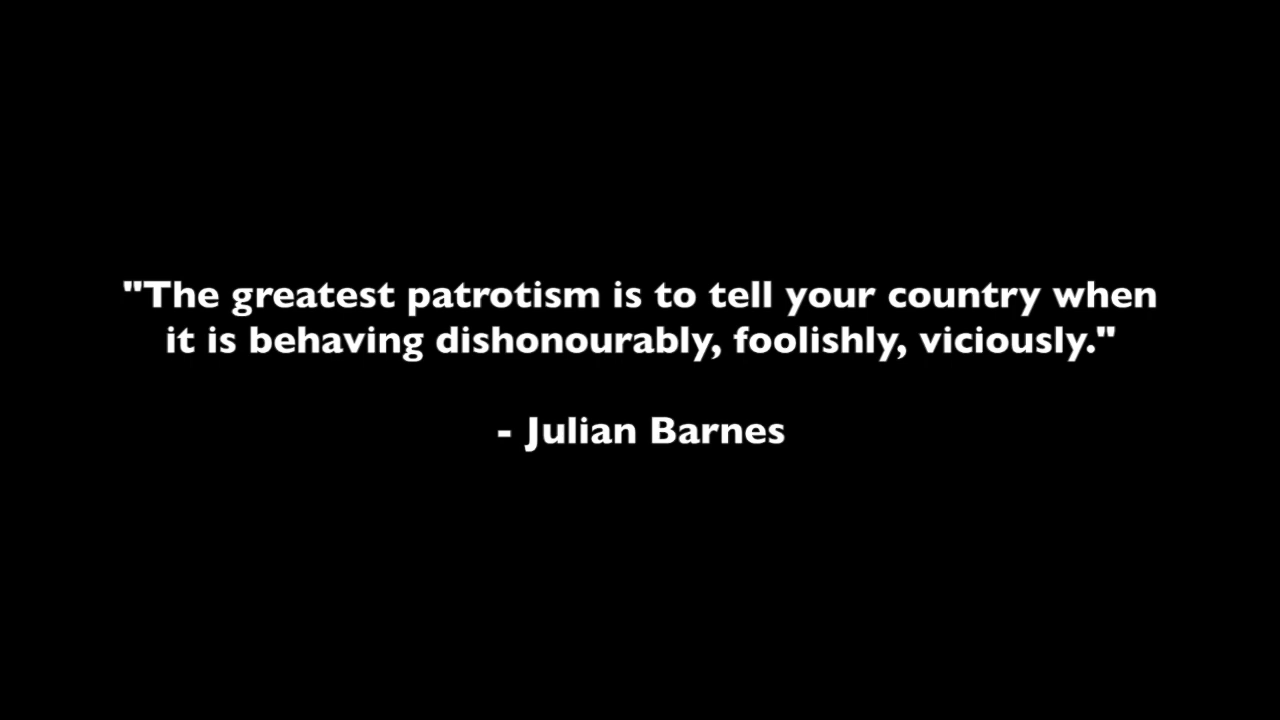 "The greatest patrotism is to tell your country when
it is behaving dishonourably, foolishly, viciously."
- Julian Barnes